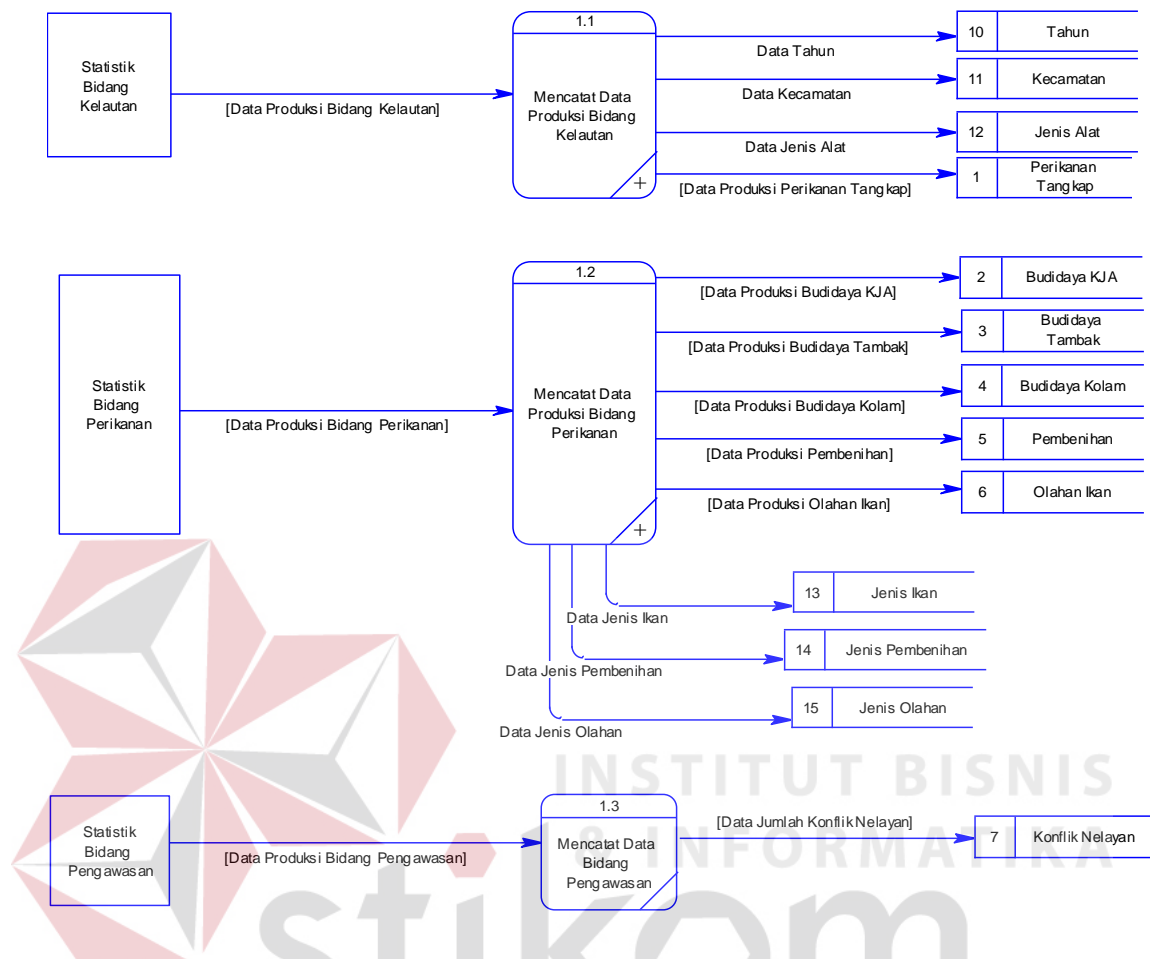 Statistik
Bidang
Kelautan
[Data Produksi Bidang Kelautan]
1.1
Mencatat Data
Produksi Bidang
Kelautan
+
Data Tahun
10 Tahun
Data Kecamatan
11 Kecamatan
Data Jenis Alat
12 Jenis Alat
[Data Produksi Perikanan Tangkap]
1 Perikanan
Tangkap
Statistik
Bidang
Perikanan
[Data Produksi Bidang Perikanan]
1.2
Mencatat Data
Produksi Bidang
Perikanan
+
[Data Produksi Budidaya KJA]
2 Budidaya KJA
[Data Produksi Budidaya Tambak]
3 Budidaya
Tambak
[Data Produksi Budidaya Kolam]
4 Budidaya Kolam
[Data Produksi Pembenihan]
5 Pembenihan
[Data Produksi Olahan Ikan]
6 Olahan Ikan
Data Jenis Ikan
13 Jenis Ikan
Data Jenis Pembenihan
14 Jenis Pembenihan
Data Jenis Olahan
15 Jenis Olahan
INSTITUT BISNIS
& INFORMATIKA
stikom
Statistik
Bidang
Pengawasan
[Data Produksi Bidang Pengawasan]
1.3
Mencatat Data
Bidang
Pengawasan
[Data Jumlah Konflik Nelayan]
7 Konflik Nelayan